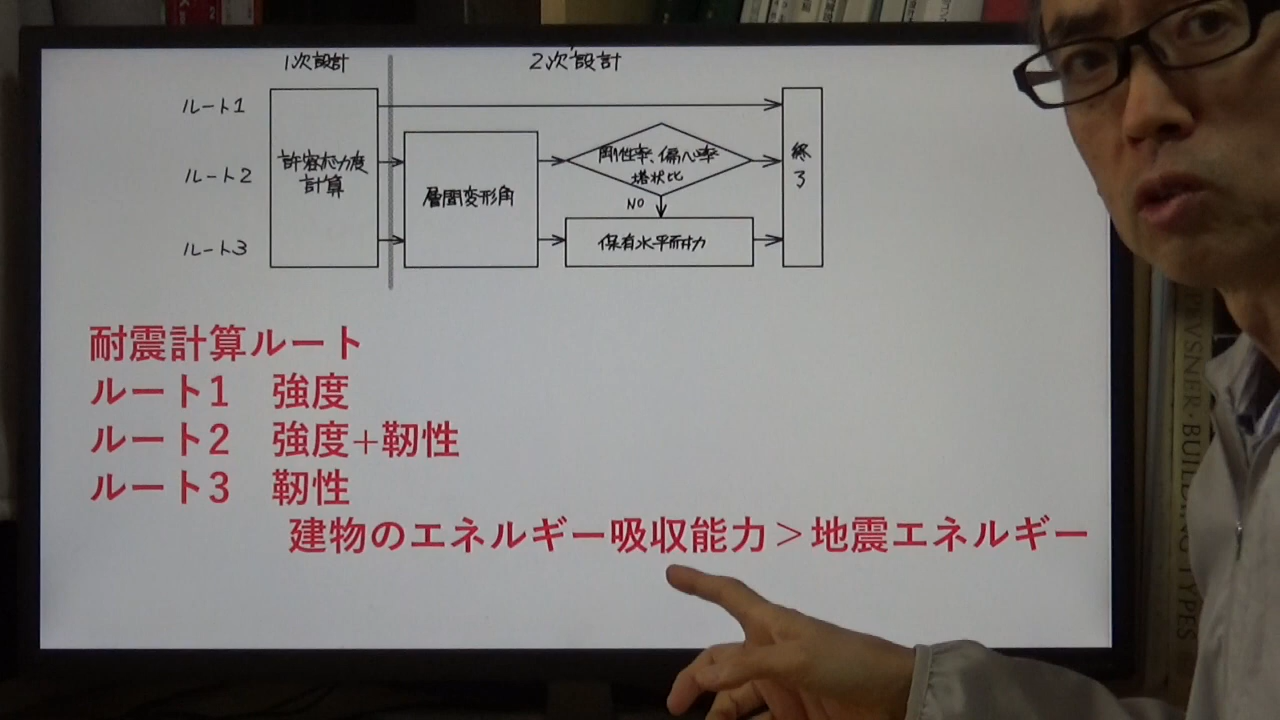 1次設計 2次設計
ルート1
ルート2
ルート3
許容応力度
計算
層間変形角
剛性率、偏心率
塔状比
NO
保有水平耐力
終了
耐震計算ルート
ルート1 強度
ルート2 強度+靭性
ルート3 靭性
建物のエネルギー吸収能力＞地震エネルギー
VSNER・BUILDING TYPES